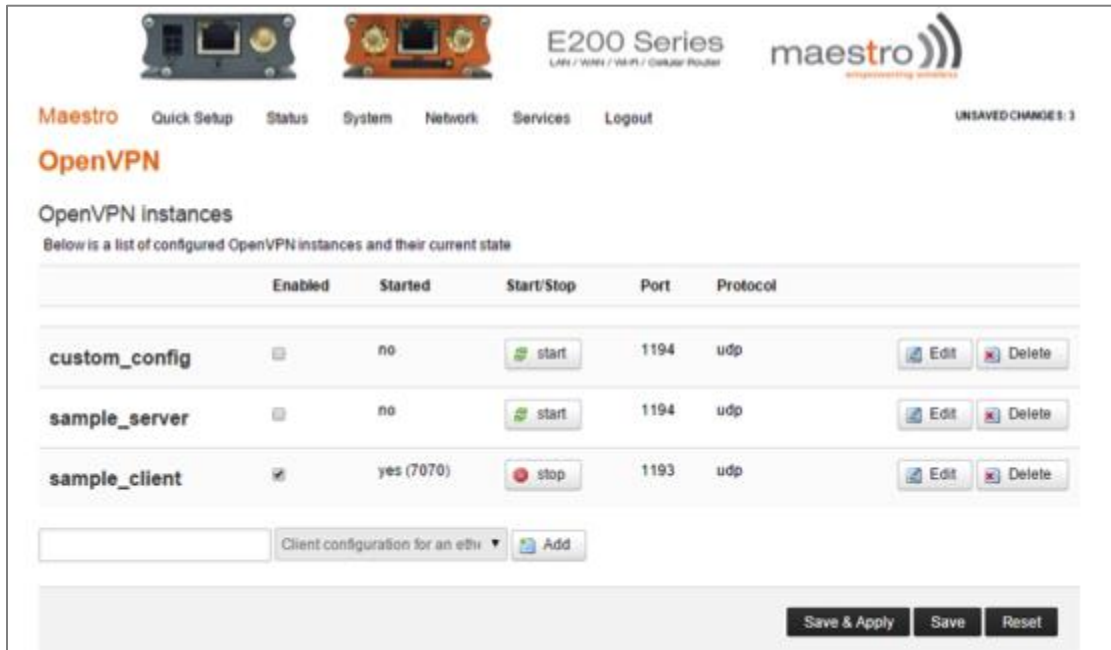 E200 Series
LAN / WAN / Wi-Fi / Cellular Router
maestro
empowering wireless
Maestro Quick Setup Status System Network Services Logout UNSAVED CHANGES: 3
OpenVPN
OpenVPN instances
Below is a list of configured OpenVPN instances and their current state
Enabled Started Start/Stop Port Protocol
custom_config no start 1194 udp Edit Delete
sample_server no start 1194 udp Edit Delete
sample_client yes (7070) stop 1193 udp Edit Delete
Client configuration for an ethe Add
Save & Apply Save Reset